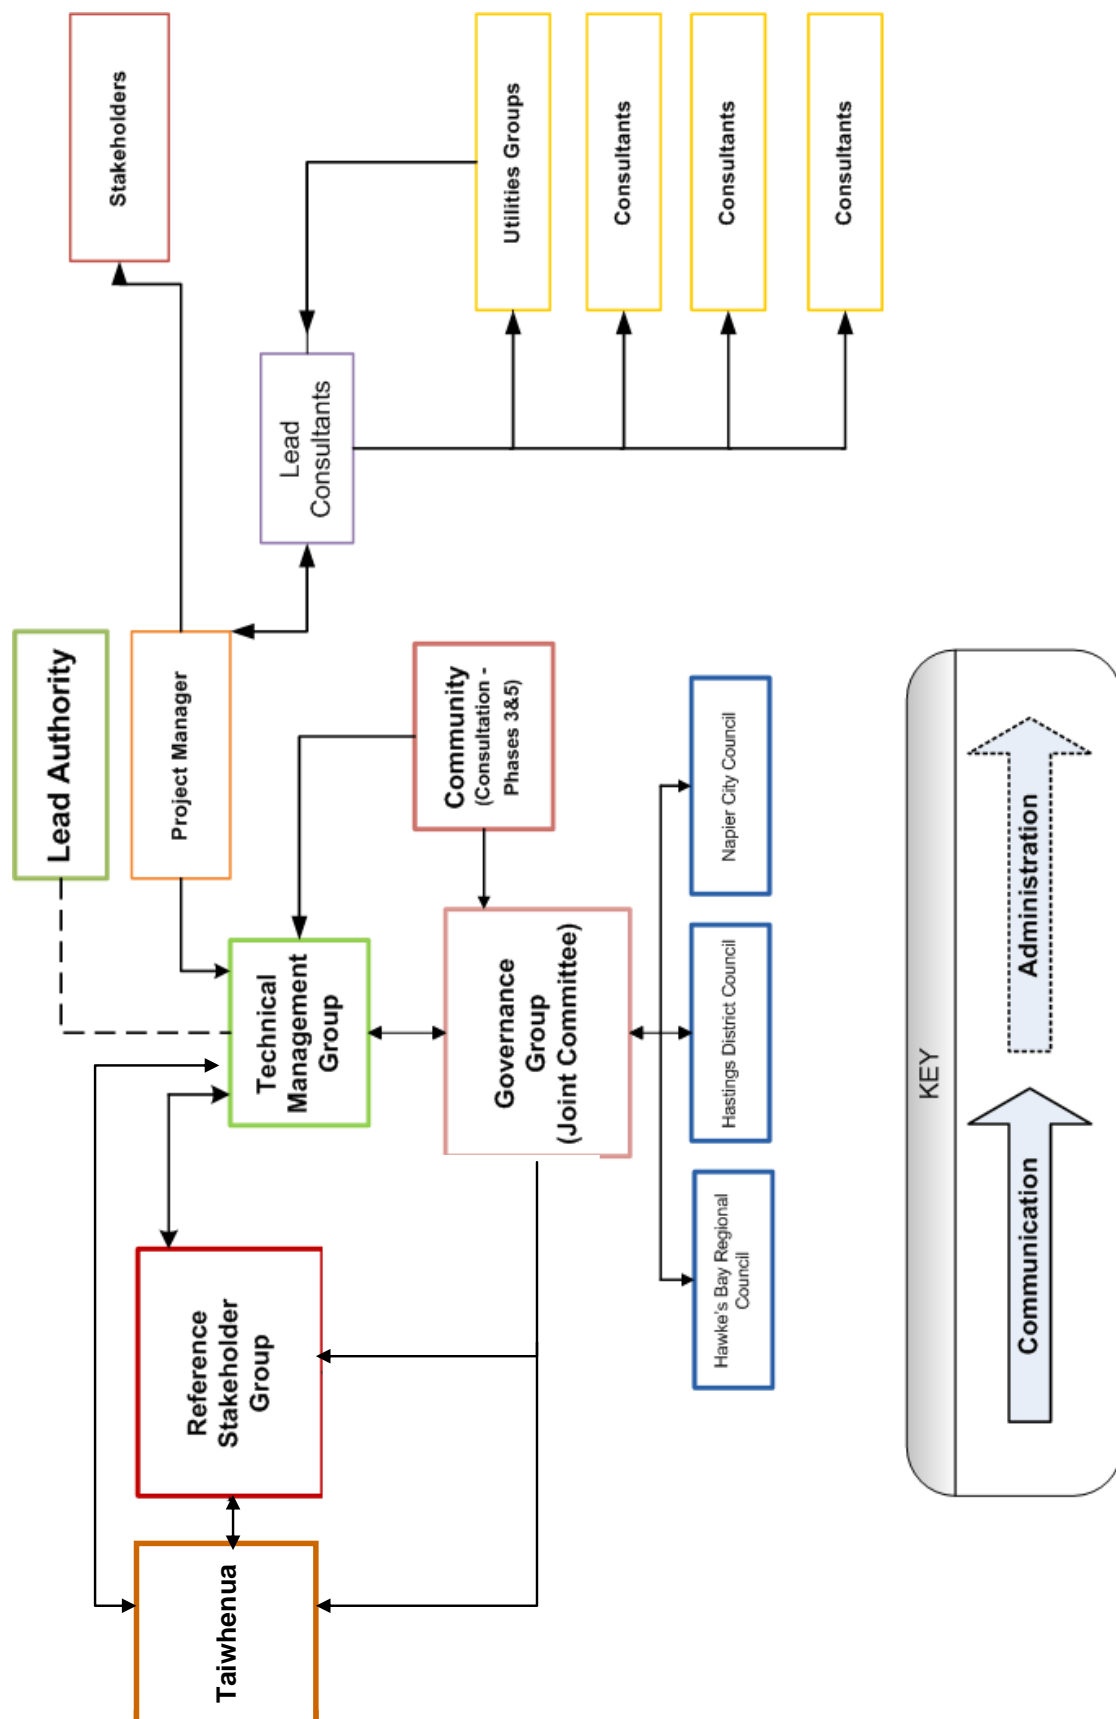 Stakeholders
Utilities Groups
Consultants
Consultants
Consultants
Lead
Consultants
Lead Authority
Project Manager
Community
(Consultation -
Phases 3&5)
Technical
Management
Group
Governance
Group
(Joint Committee)
Napier City Council
Hastings District Council
Hawke's Bay Regional
Council
Reference
Stakeholder
Group
Taiwhenua
KEY
Communication
Administration